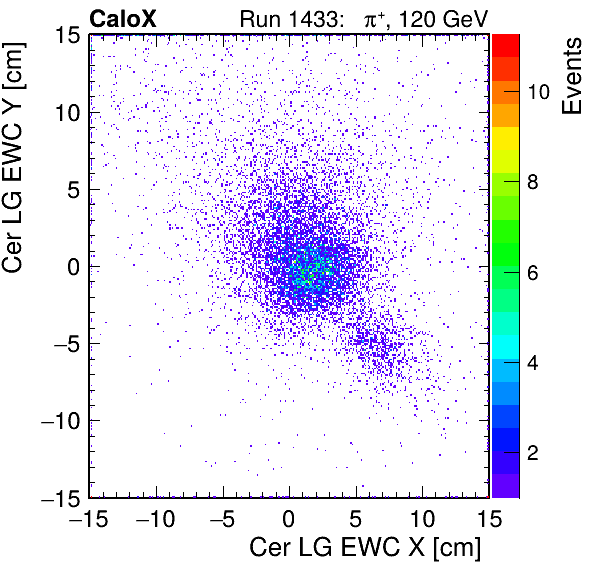 CaloX Run 1433: π⁺, 120 GeV
Cer LG EWC Y [cm]
15
10
5
0
−5
−10
−15
−15 −10 −5 0 5 10 15
Cer LG EWC X [cm]
Events
10
8
6
4
2